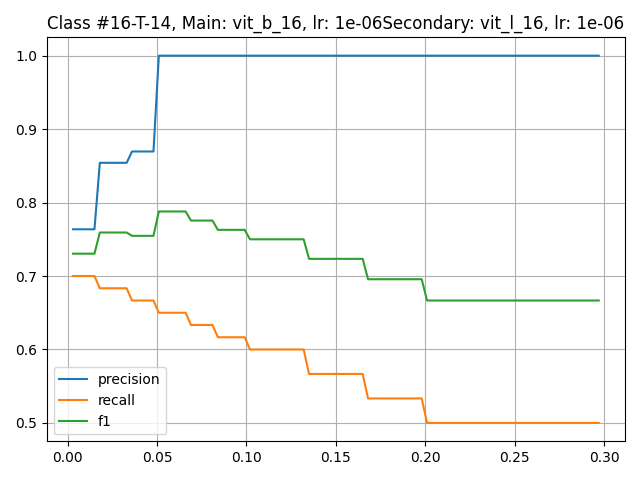 Class #16-T-14, Main: vit_b_16, lr: 1e-06Secondary: vit_l_16, lr: 1e-06
1.0
0.9
0.8
0.7
0.6
0.5
precision
recall
f1
0.00 0.05 0.10 0.15 0.20 0.25 0.30